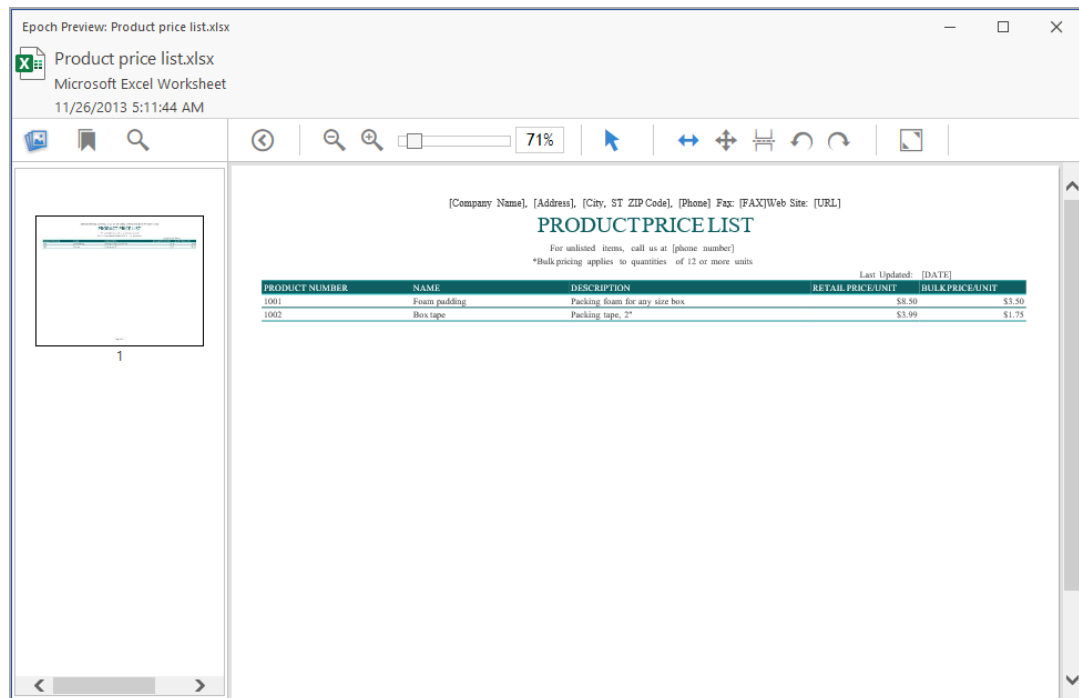 Epoch Preview: Product price list.xlsx
Product price list.xlsx
Microsoft Excel Worksheet
11/26/2013 5:11:44 AM
71%
1
[Company Name], [Address], [City, ST ZIP Code], [Phone] Fax: [FAX]Web Site: [URL]
PRODUCT PRICE LIST
For unlisted items, call us at [phone number]
*Bulk pricing applies to quantities of 12 or more units
Last Updated: [DATE]
PRODUCT NUMBER NAME DESCRIPTION RETAIL PRICE/UNIT BULK PRICE/UNIT
1001 Foam padding Packing foam for any size box $8.50 $3.50
1002 Box tape Packing tape, 2" $3.99 $1.75